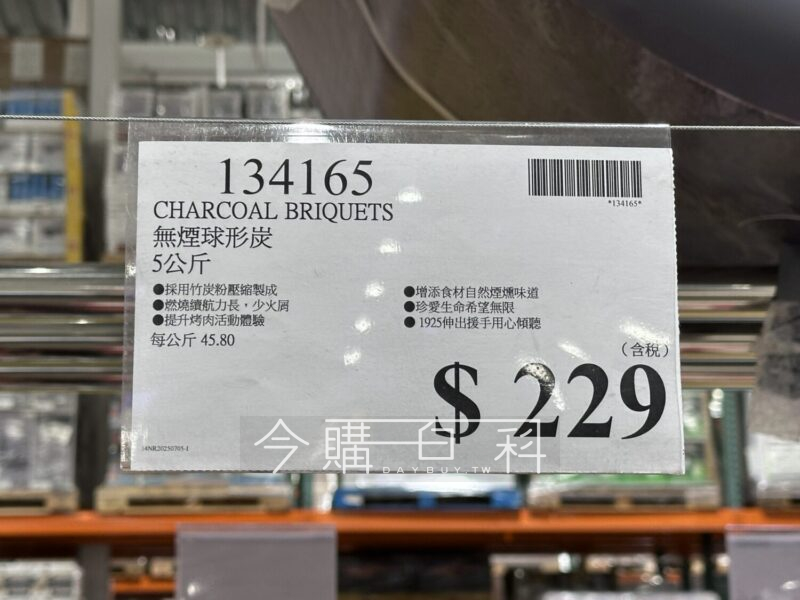 134165
*134165*
CHARCOAL BRIQUETS
無煙球形炭
5公斤
●採用竹炭粉壓縮製成
●燃燒續航力長，少火屑
●提升烤肉活動體驗
每公斤 45.80
●增添食材自然煙燻味道
●珍愛生命希望無限
●1925伸出援手用心傾聽
（含稅）
$ 229
今購百科
DAYBUY.TW